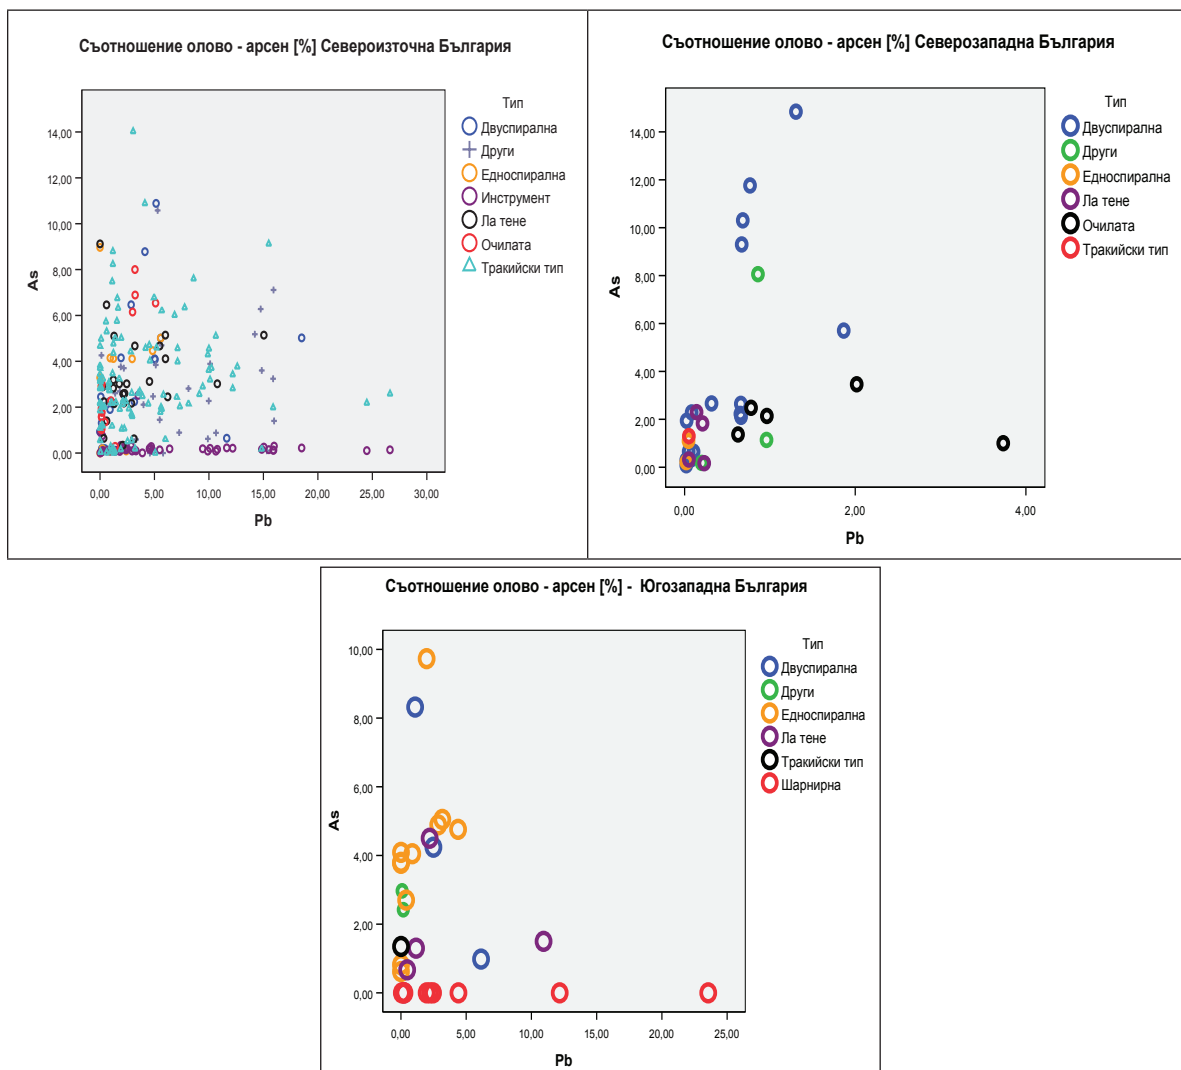 Съотношение олово - арсен [%] Североизточна България
Тип
Двуспирална
Други
Едноспирална
Инструмент
Ла тене
Очилата
Тракийски тип
As
14,00
12,00
10,00
8,00
6,00
4,00
2,00
0,00
0,00 5,00 10,00 15,00 20,00 25,00 30,00
Pb
Съотношение олово - арсен [%] Северозападна България
Тип
Двуспирална
Други
Едноспирална
Ла тене
Очилата
Тракийски тип
As
14,00
12,00
10,00
8,00
6,00
4,00
2,00
0,00
0,00 2,00 4,00
Pb
Съотношение олово - арсен [%] - Югозападна България
Тип
Двуспирална
Други
Едноспирална
Ла тене
Тракийски тип
Шарнирна
As
10,00
8,00
6,00
4,00
2,00
0,00
0,00 5,00 10,00 15,00 20,00 25,00
Pb